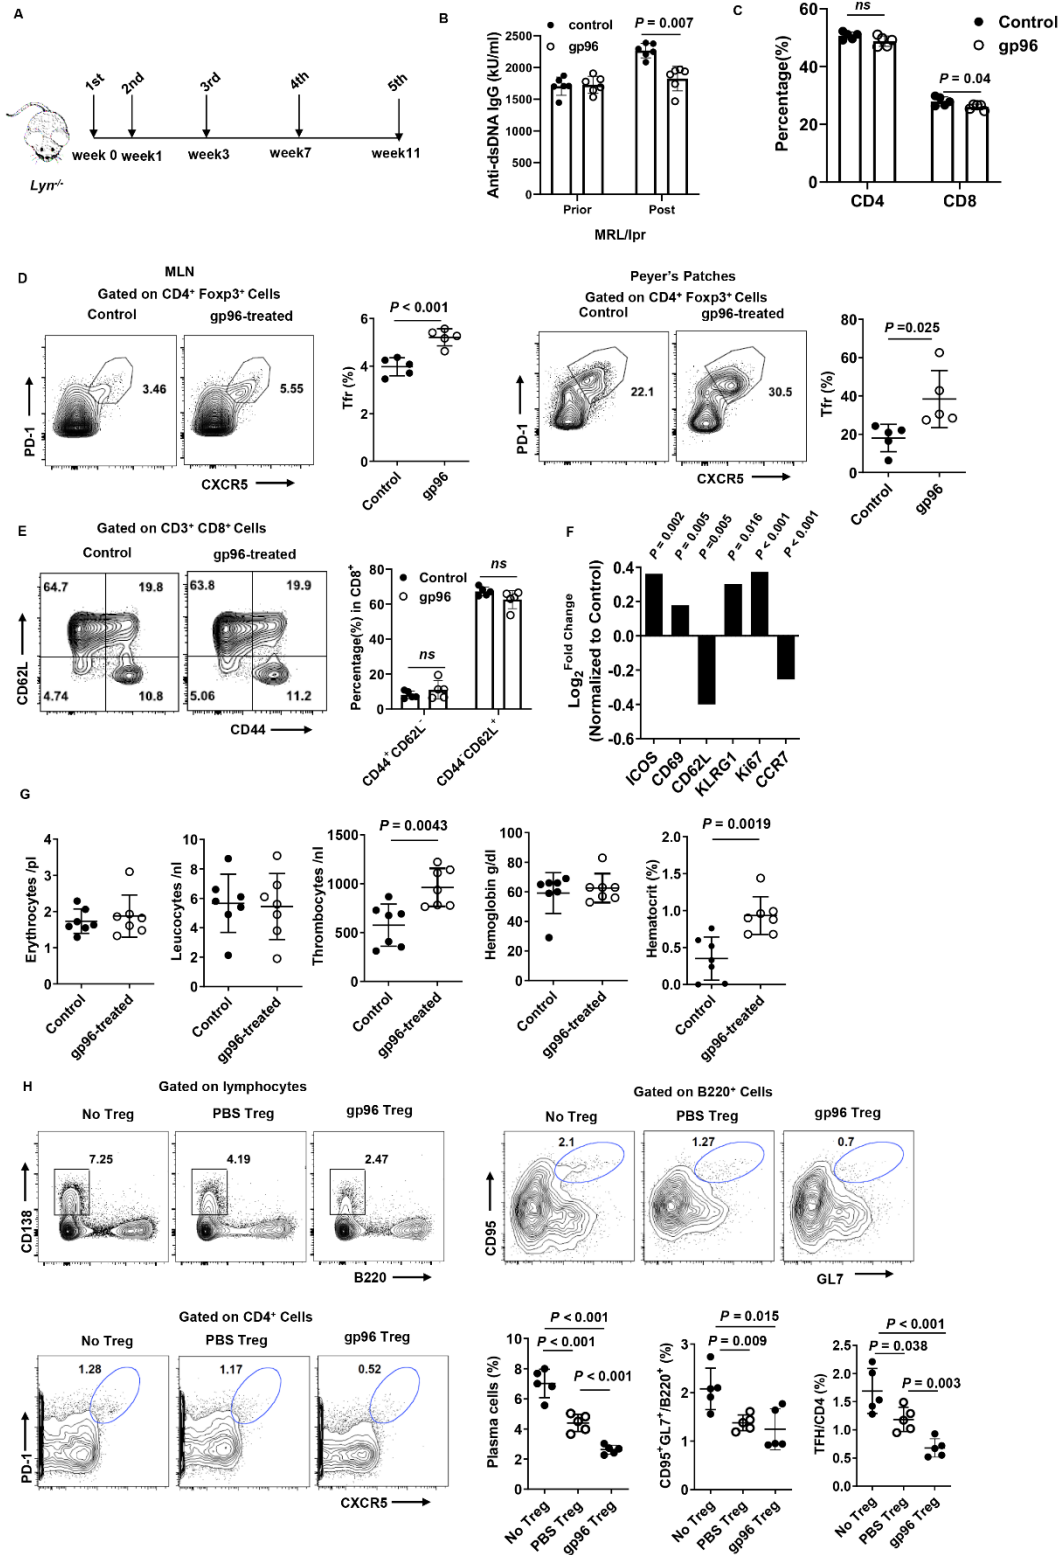 A
1st
2nd
3rd
4th
5th
week 0
week1
week3
week7
week11
Lyn-/-
B
control
gp96
P = 0.007
Anti-dsDNA IgG (kU/ml)
2500
2000
1500
1000
500
0
Prior
Post
MRL/lpr
C
Control
gp96
ns
P = 0.04
Percentage(%)
60
40
20
0
CD4
CD8
D
MLN
Gated on CD4+ Foxp3+ Cells
Control
gp96-treated
3.46
5.55
PD-1
CXCR5
P < 0.001
Tfr (%)
6
4
2
0
Control
gp96
Peyer's Patches
Gated on CD4+ Foxp3+ Cells
Control
gp96-treated
22.1
30.5
PD-1
CXCR5
P =0.025
Tfr (%)
80
60
40
20
0
Control
gp96
E
Gated on CD3+ CD8+ Cells
Control
gp96-treated
64.7
19.8
4.74
10.8
63.8
19.9
5.06
11.2
CD62L
CD44
Control
gp96
ns
ns
Percentage(%) in CD8+
80
60
40
20
0
CD44+CD62L-
CD44-CD62L+
F
P = 0.002
P = 0.005
P =0.005
P = 0.016
P < 0.001
P < 0.001
Log2 Fold Change
(Normalized to Control)
0.4
0.2
0.0
-0.2
-0.4
-0.6
ICOS
CD69
CD62L
KLRG1
Ki67
CCR7
G
Erythrocytes /pl
4
3
2
1
0
Control
gp96-treated
Leucocytes /nl
10
8
6
4
2
0
Control
gp96-treated
P = 0.0043
Thrombocytes /nl
1500
1000
500
0
Control
gp96-treated
Hemoglobin g/dl
100
80
60
40
20
0
Control
gp96-treated
P = 0.0019
Hematocrit (%)
2.0
1.5
1.0
0.5
0.0
Control
gp96-treated
H
Gated on lymphocytes
No Treg
PBS Treg
gp96 Treg
7.25
4.19
2.47
CD138
B220
Gated on B220+ Cells
No Treg
PBS Treg
gp96 Treg
2.1
1.27
0.7
CD95
GL7
Gated on CD4+ Cells
No Treg
PBS Treg
gp96 Treg
1.28
1.17
0.52
PD-1
CXCR5
P < 0.001
P < 0.001
P < 0.001
Plasma cells (%)
10
8
6
4
2
0
No Treg
PBS Treg
gp96 Treg
P = 0.015
P = 0.009
CD95+GL7+/B220+ (%)
3
2
1
0
No Treg
PBS Treg
gp96 Treg
P < 0.001
P = 0.038
P = 0.003
TFH/CD4 (%)
2.5
2.0
1.5
1.0
0.5
0.0
No Treg
PBS Treg
gp96 Treg